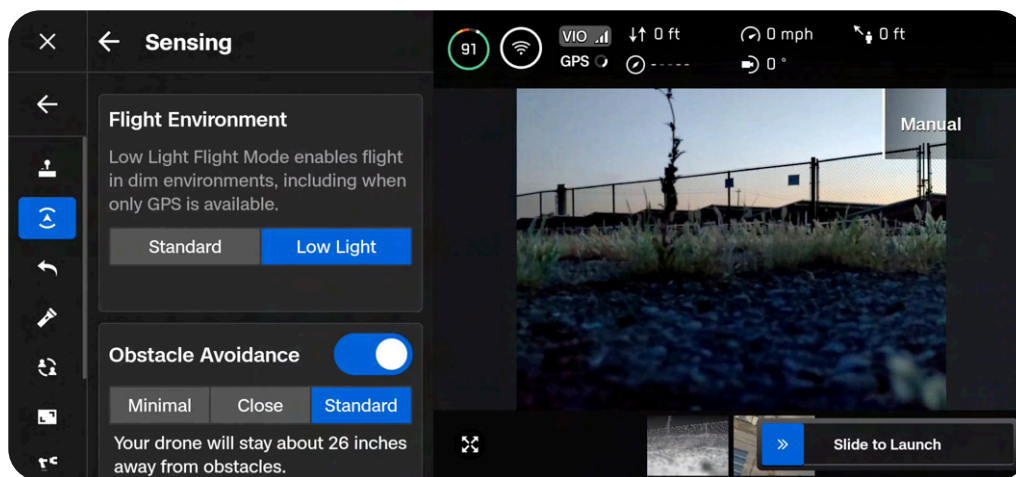 Sensing
Flight Environment
Low Light Flight Mode enables flight
in dim environments, including when
only GPS is available.
Standard
Low Light
Obstacle Avoidance
Minimal
Close
Standard
Your drone will stay about 26 inches
away from obstacles.
91
VIO
0 ft
0 mph
0 ft
GPS
-----
0 °
Manual
Slide to Launch